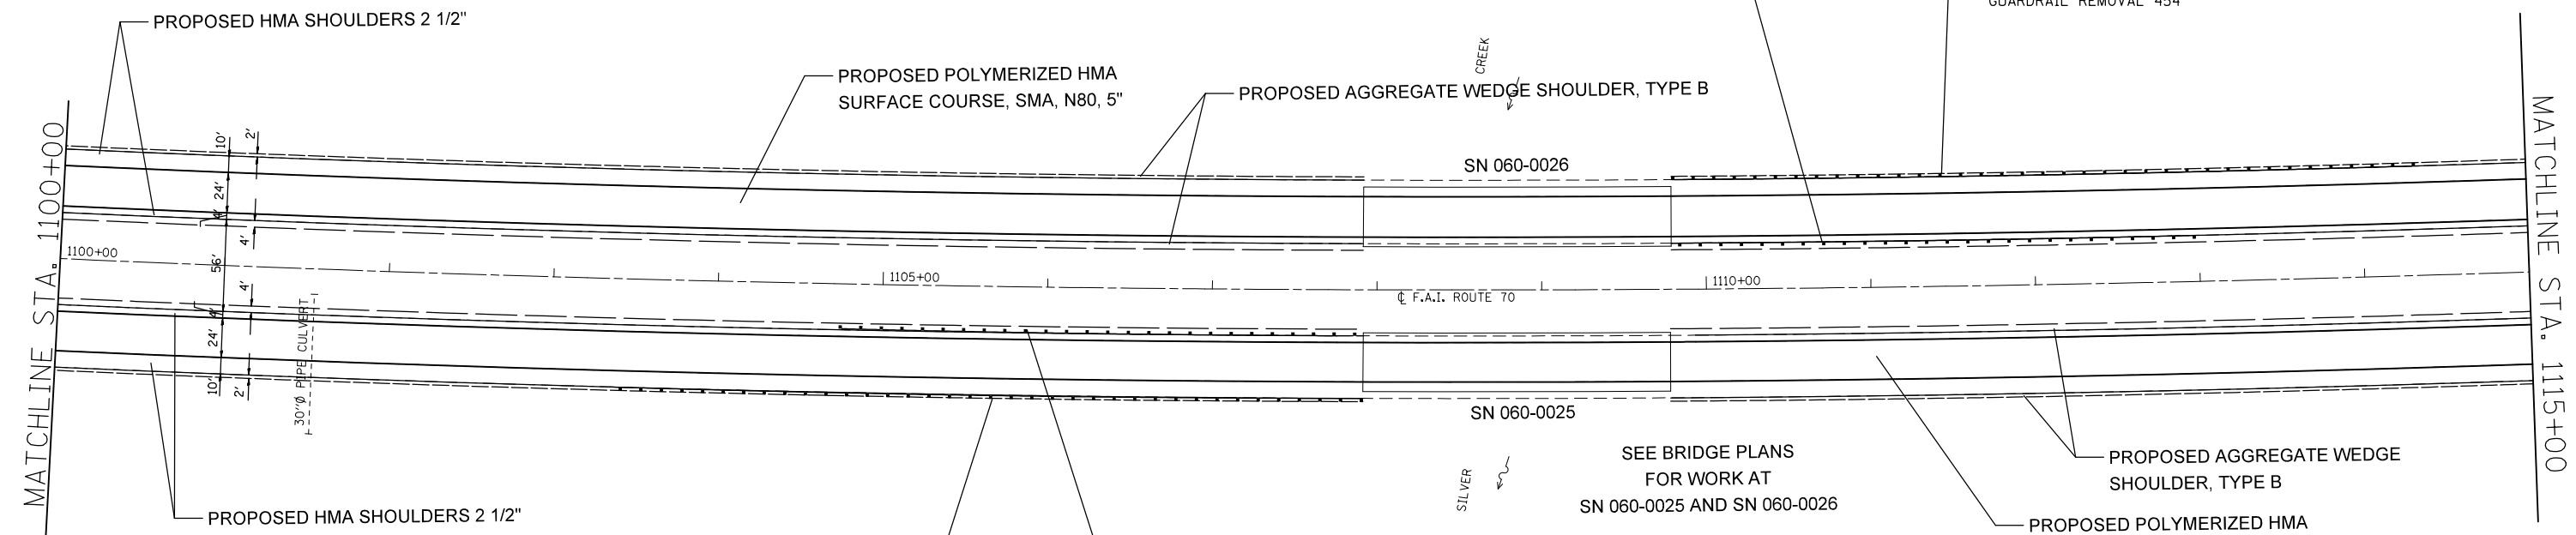 GUARDRAIL REMOVAL 454'
PROPOSED HMA SHOULDERS 2 1/2"
PROPOSED POLYMERIZED HMA
SURFACE COURSE, SMA, N80, 5"
PROPOSED AGGREGATE WEDGE SHOULDER, TYPE B
CREEK
MATCHLINE STA. 1100+00
MATCHLINE STA. 1115+00
10'
2'
24'
4'
4'
56'
4'
4'
24'
10'
2'
SN 060-0026
1100+00
1105+00
1110+00
℄ F.A.I. ROUTE 70
30"Ø PIPE CULVERT
SN 060-0025
SILVER
SEE BRIDGE PLANS
FOR WORK AT
SN 060-0025 AND SN 060-0026
PROPOSED AGGREGATE WEDGE
SHOULDER, TYPE B
PROPOSED HMA SHOULDERS 2 1/2"
PROPOSED POLYMERIZED HMA